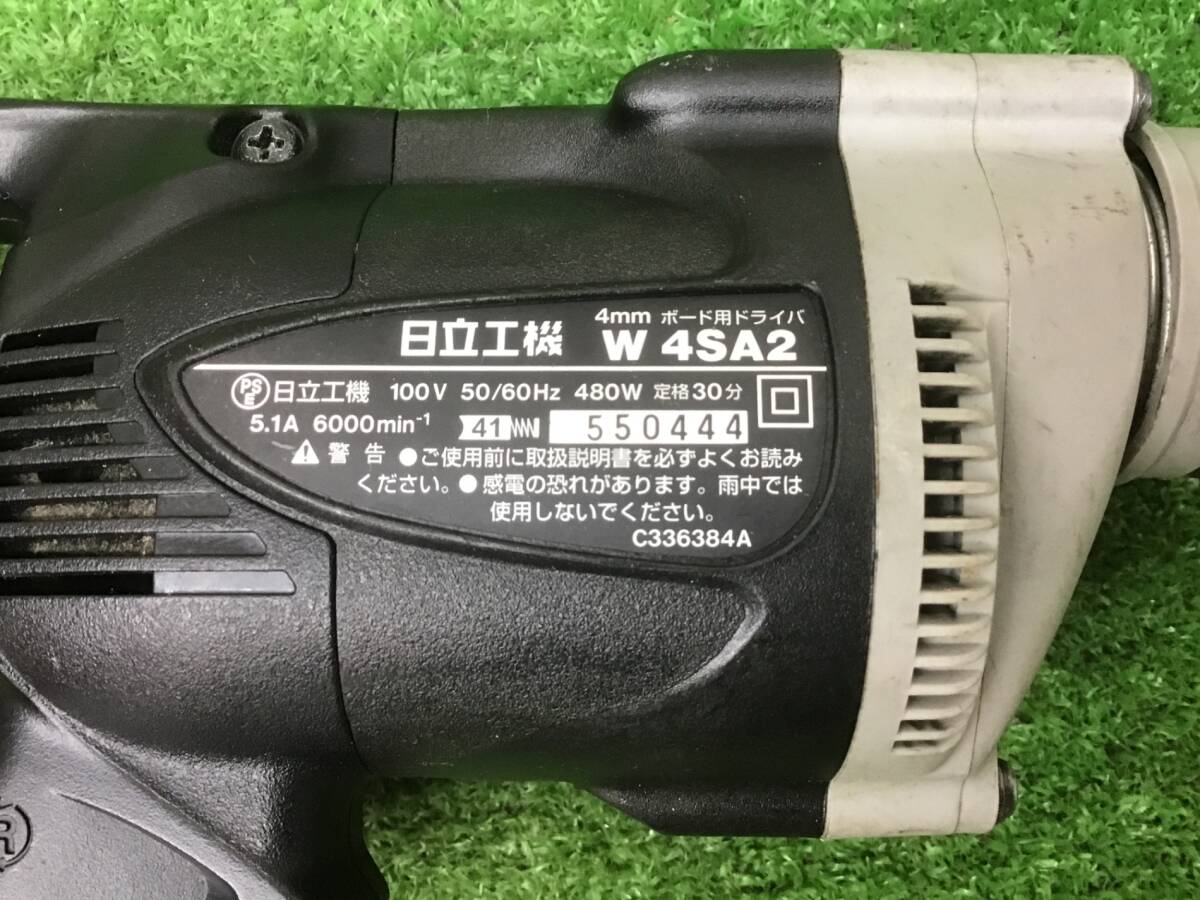 4mm ボード用ドライバ
日立工機 W 4SA2
PSE 日立工機 100V 50/60Hz 480W 定格30分
5.1A 6000min⁻¹ 41 550444
警告 ●ご使用前に取扱説明書を必ずよくお読み
ください。●感電の恐れがあります。雨中では
使用しないでください。
C336384A
R